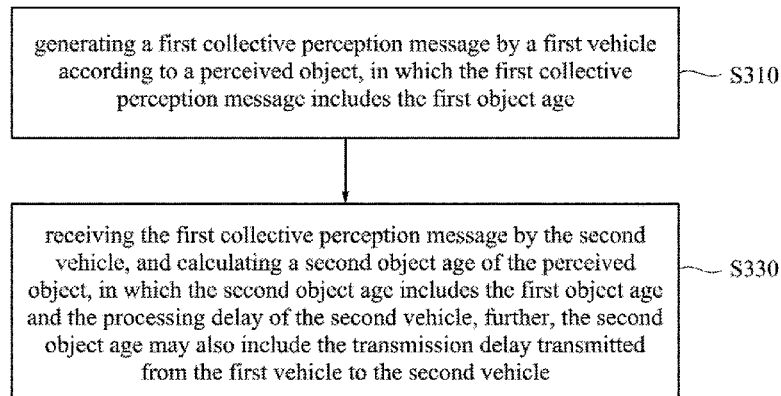 generating a first collective perception message by a first vehicle
according to a perceived object, in which the first collective
perception message includes the first object age
S310
receiving the first collective perception message by the second
vehicle, and calculating a second object age of the perceived
object, in which the second object age includes the first object age
and the processing delay of the second vehicle, further, the second
object age may also include the transmission delay transmitted
from the first vehicle to the second vehicle
S330